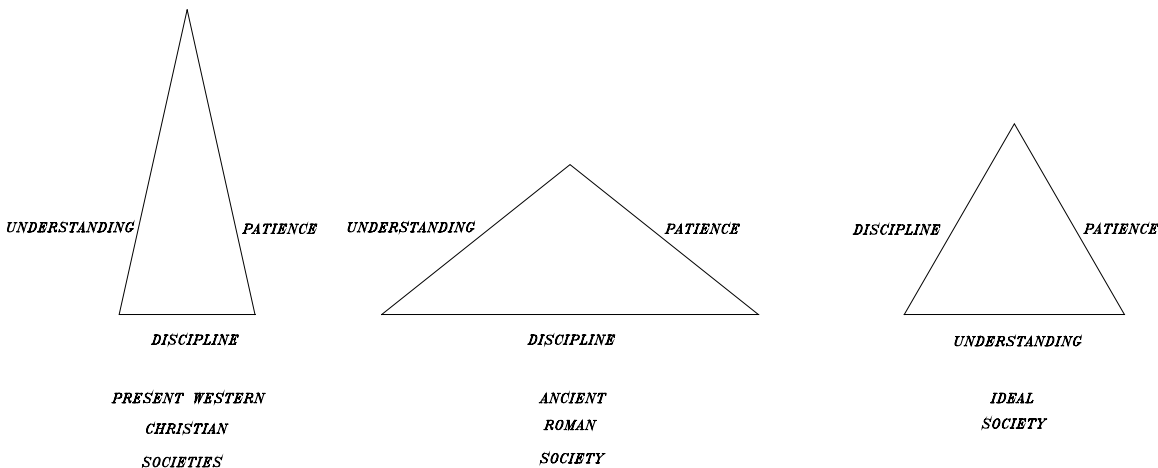 UNDERSTANDING
PATIENCE
DISCIPLINE
PRESENT WESTERN
CHRISTIAN
SOCIETIES
UNDERSTANDING
PATIENCE
DISCIPLINE
ANCIENT
ROMAN
SOCIETY
DISCIPLINE
PATIENCE
UNDERSTANDING
IDEAL
SOCIETY